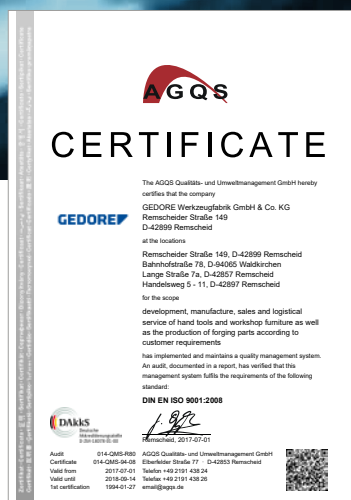 AGQS
CERTIFICATE
The AGQS Qualitäts- und Umweltmanagement GmbH hereby
certifies that the company
GEDORE
GEDORE Werkzeugfabrik GmbH & Co. KG
Remscheider Straße 149
D-42899 Remscheid
at the locations
Remscheider Straße 149, D-42899 Remscheid
Bahnhofstraße 78, D-94065 Waldkirchen
Lange Straße 7a, D-42857 Remscheid
Handelsweg 5 - 11, D-42897 Remscheid
for the scope
development, manufacture, sales and logistical
service of hand tools and workshop furniture as well
as the production of forging parts according to
customer requirements
has implemented and maintains a quality management system.
An audit, documented in a report, has verified that this
management system fulfils the requirements of the following
standard:
DIN EN ISO 9001:2008
DAkkS
Deutsche
Akkreditierungsstelle
Remscheid, 2017-07-01
Audit 014-QMS-R80
Certificate 014-QMS-94-08
Valid from 2017-07-01
Valid until 2018-09-14
1st certification 1994-01-27
AGQS Qualitäts- und Umweltmanagement GmbH
Elberfelder Straße 77 · D-42853 Remscheid
Telefon +49 2191 438 24
Telefax +49 2191 438 26
email@agqs.de